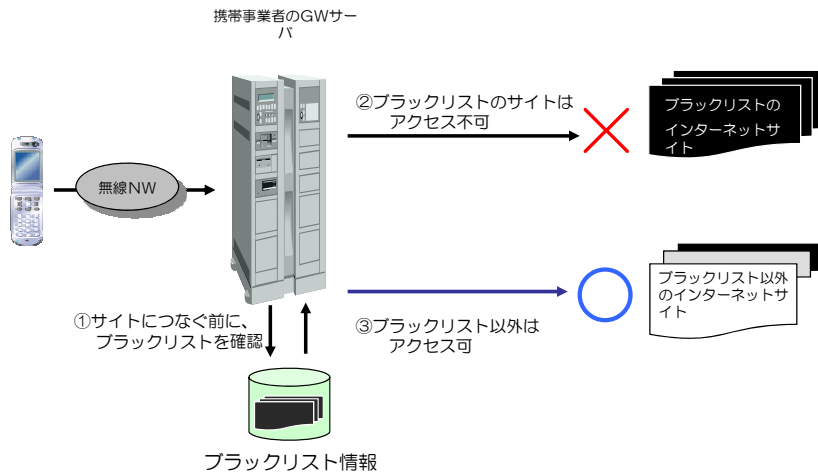 携帯事業者のGWサー
バ
②ブラックリストのサイトは
アクセス不可
ブラックリストの
インターネットサ
イト
無線NW
ブラックリスト以外
のインターネットサ
イト
①サイトにつなぐ前に、
ブラックリストを確認
③ブラックリスト以外は
アクセス可
ブラックリスト情報